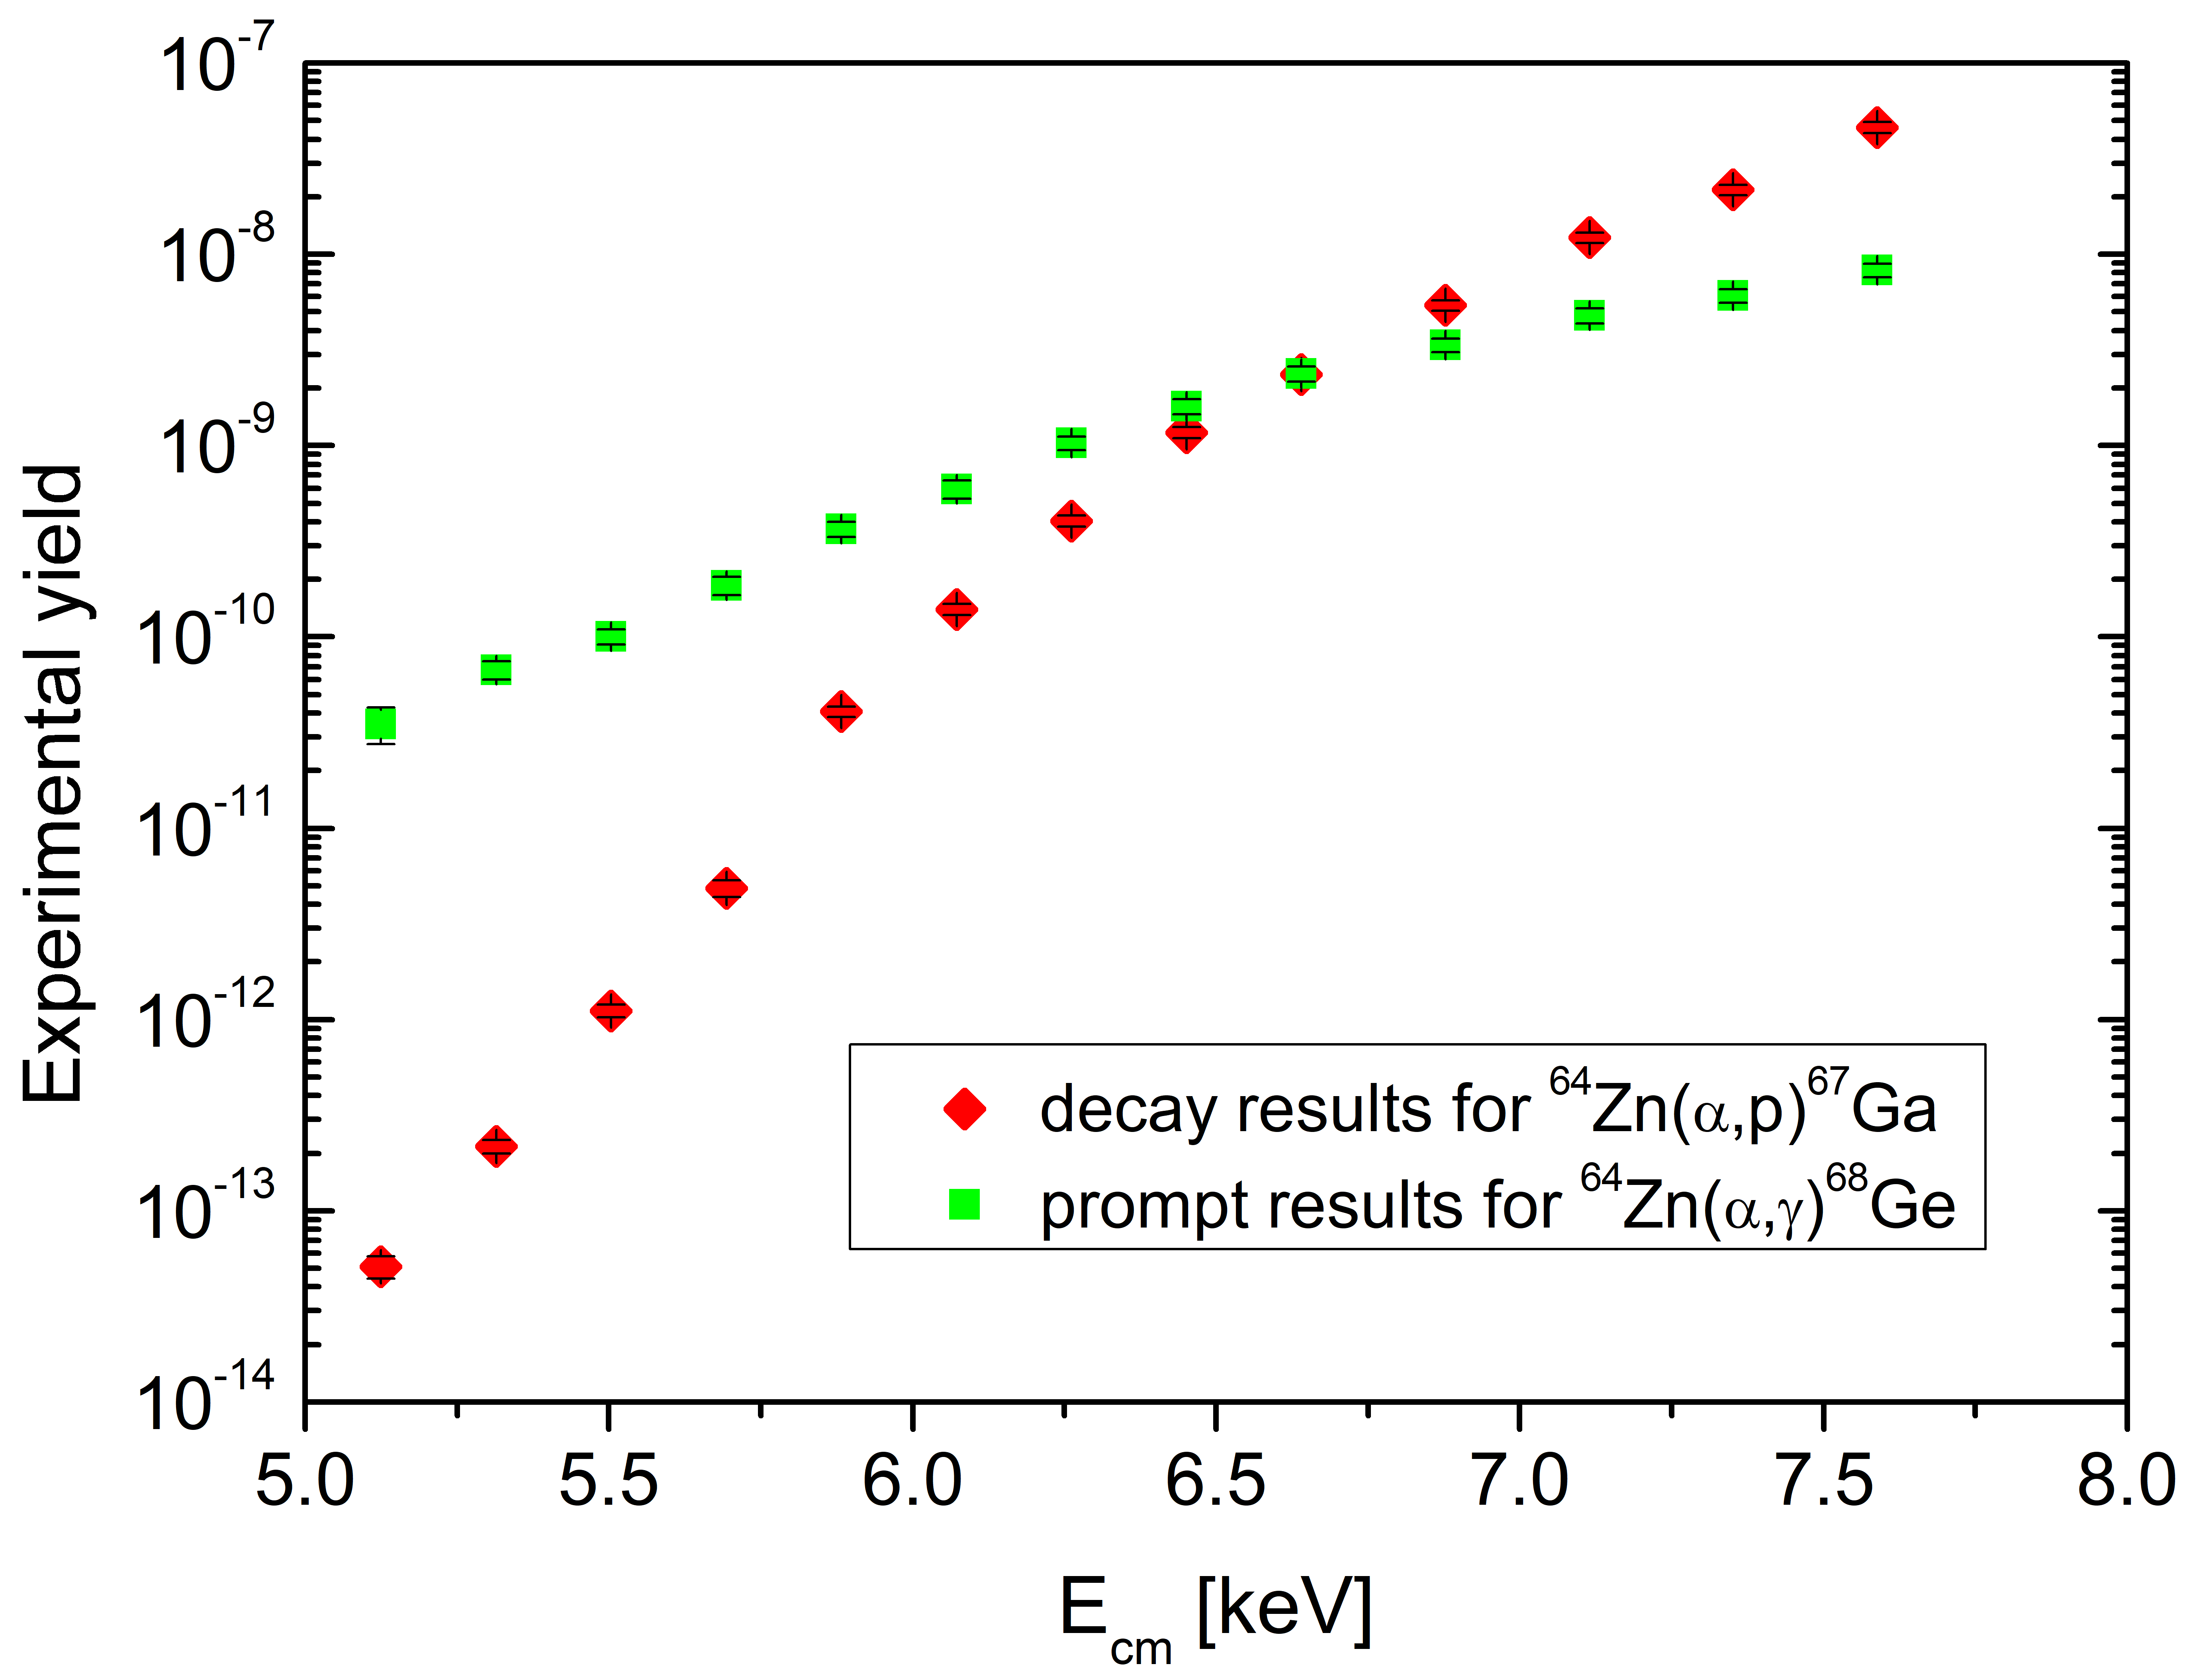 Experimental yield
10⁻⁷
10⁻⁸
10⁻⁹
10⁻¹⁰
10⁻¹¹
10⁻¹²
10⁻¹³
10⁻¹⁴
decay results for ⁶⁴Zn(α,p)⁶⁷Ga
prompt results for ⁶⁴Zn(α,γ)⁶⁸Ge
5.0 5.5 6.0 6.5 7.0 7.5 8.0
E_cm [keV]